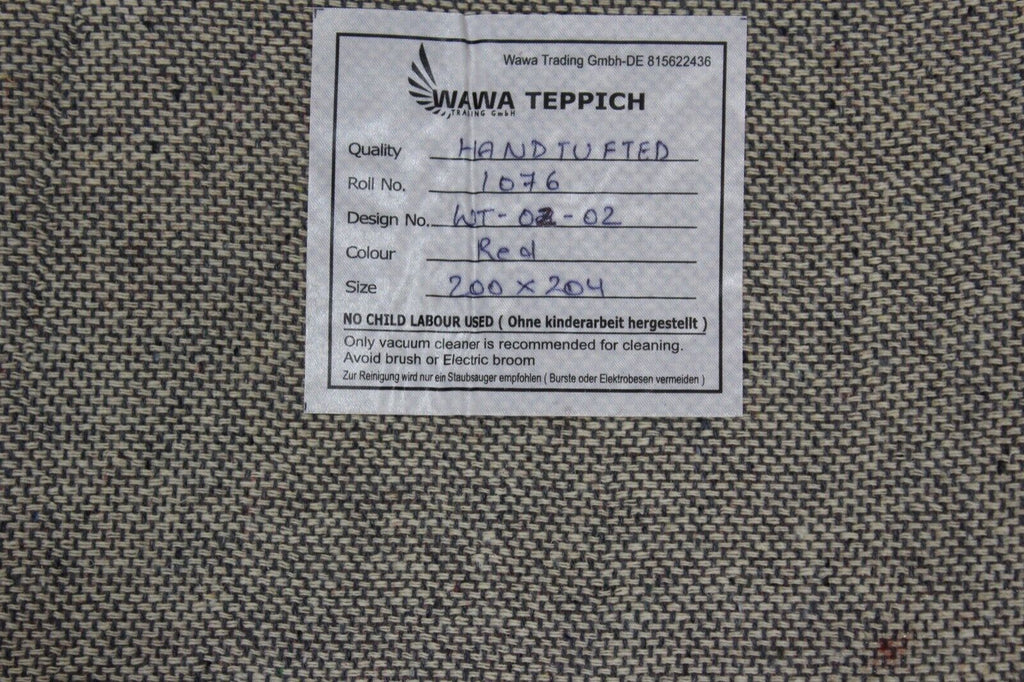 Wawa Trading Gmbh-DE 815622436
WAWA TEPPICH
TRADING GmbH
Quality HANDTUFTED
Roll No. 1076
Design No. WT-02-02
Colour Red
Size 200 x 204
NO CHILD LABOUR USED ( Ohne kinderarbeit hergestellt )
Only vacuum cleaner is recommended for cleaning.
Avoid brush or Electric broom
Zur Reinigung wird nur ein Staubsauger empfohlen ( Burste oder Elektrobesen vermeiden )